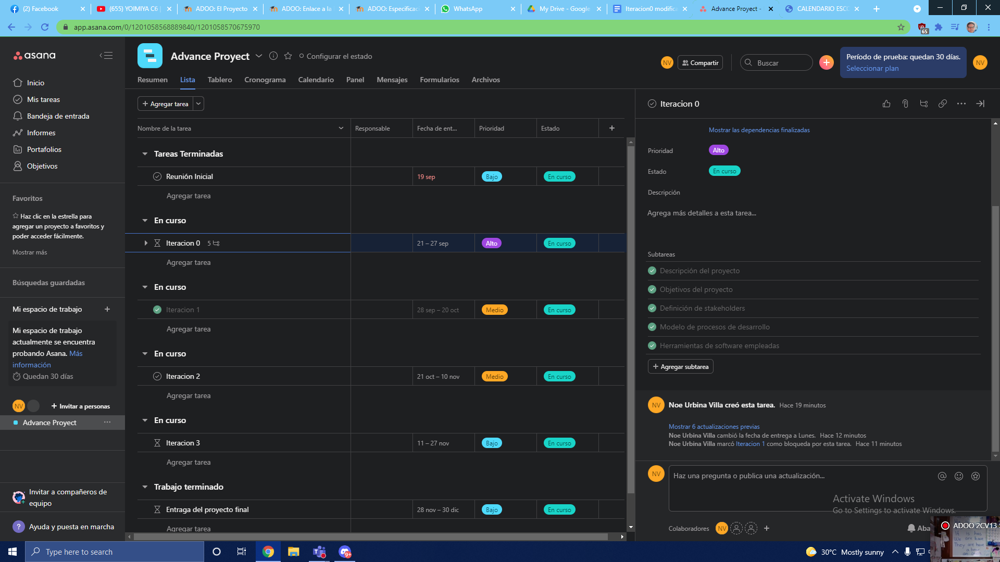 (2) Facebook
(655) YOIMIYA C6
ADOO: El Proyecto
ADOO: Enlace a la
ADOO: Especificac
WhatsApp
My Drive - Google
Iteracion0 modific
Advance Proyect -
CALENDARIO ESCO
app.asana.com/0/1201058568889840/1201058570675970
65
asana
Inicio
Mis tareas
Bandeja de entrada
Informes
Portafolios
Objetivos
Favoritos
Haz clic en la estrella para
agregar un proyecto a favoritos y
poder acceder fácilmente.
Mostrar más
Búsquedas guardadas
Mi espacio de trabajo
Mi espacio de trabajo
actualmente se encuentra
probando Asana. Más
información
Quedan 30 días
NV
+ Invitar a personas
Advance Proyect
Invitar a compañeros de
equipo
? Ayuda y puesta en marcha
Advance Proyect
Configurar el estado
NV
Compartir
Buscar
Período de prueba: quedan 30 días.
Seleccionar plan
NV
Resumen Lista Tablero Cronograma Calendario Panel Mensajes Formularios Archivos
+ Agregar tarea
Nombre de la tarea Responsable Fecha de ent... Prioridad Estado +
Tareas Terminadas
Reunión Inicial 19 sep Bajo En curso
Agregar tarea
En curso
Iteracion 0 5 21 – 27 sep Alto En curso
Agregar tarea
En curso
Iteracion 1 28 sep – 20 oct Medio En curso
Agregar tarea
En curso
Iteracion 2 21 oct – 10 nov Medio En curso
Agregar tarea
En curso
Iteracion 3 11 – 27 nov Bajo En curso
Agregar tarea
Trabajo terminado
Entraga del proyecto final 28 nov – 30 dic Bajo En curso
Agregar tarea
Iteracion 0
Mostrar las dependencias finalizadas
Prioridad Alto
Estado En curso
Descripción
Agrega más detalles a esta tarea...
Subtareas
Descripción del proyecto
Objetivos del proyecto
Definición de stakeholders
Modelo de procesos de desarrollo
Herramientas de software empleadas
+ Agregar subtarea
NV Noe Urbina Villa creó esta tarea. Hace 19 minutos
Mostrar 6 actualizaciones previas
Noe Urbina Villa cambió la fecha de entrega a Lunes. Hace 12 minutos
Noe Urbina Villa marcó Iteracion 1 como bloqueda por esta tarea. Hace 11 minutos
NV Haz una pregunta o publica una actualización...
Activate Windows
Go to Settings to activate Windows.
Colaboradores NV +
Aba
ADOO 2CV13
Type here to search
9+
30°C Mostly sunny